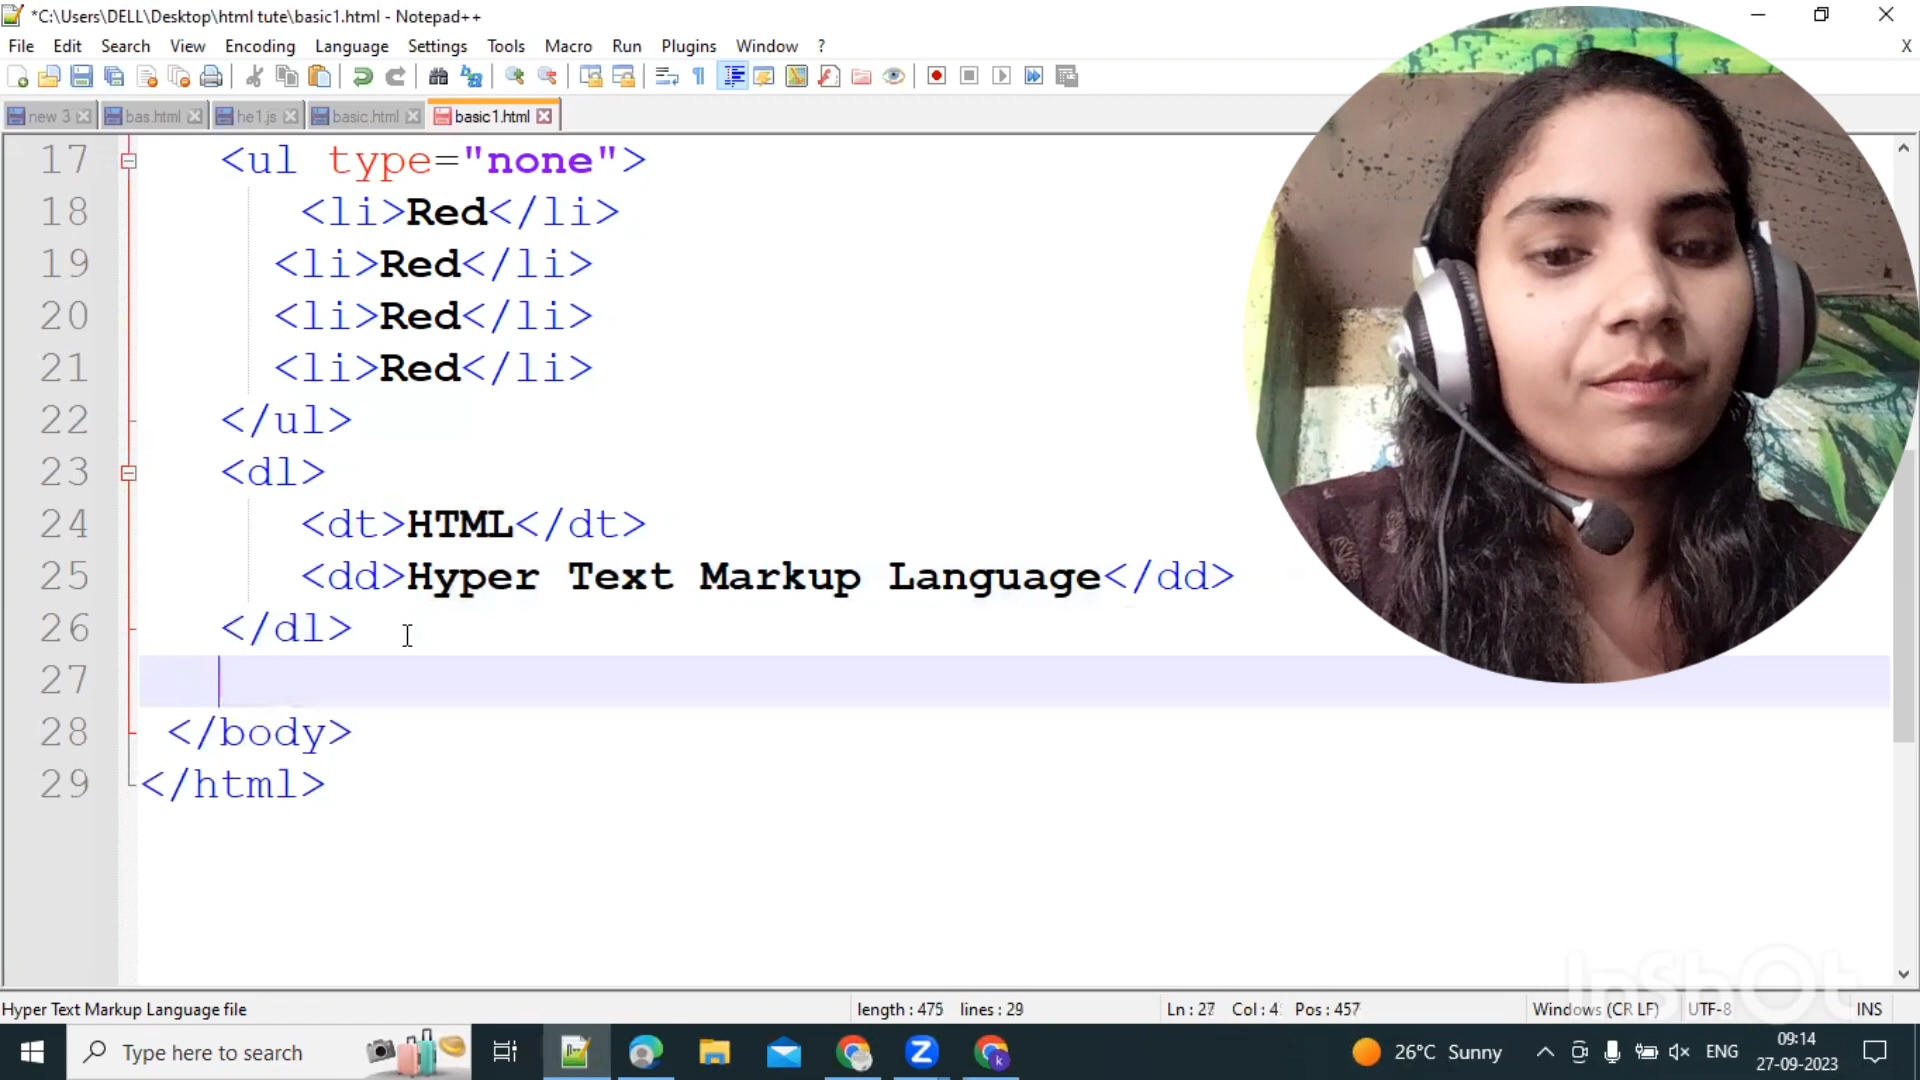 *C:\Users\DELL\Desktop\html tute\basic1.html - Notepad++
File Edit Search View Encoding Language Settings Tools Macro Run Plugins Window ? X
new 3 bas.html he1.js basic.html basic1.html
17 <ul type="none">
18 <li>Red</li>
19 <li>Red</li>
20 <li>Red</li>
21 <li>Red</li>
22 </ul>
23 <dl>
24 <dt>HTML</dt>
25 <dd>Hyper Text Markup Language</dd>
26 </dl>
27
28 </body>
29 </html>
InShOt
Hyper Text Markup Language file length : 475 lines : 29 Ln : 27 Col : 4 Pos : 457 Windows (CR LF) UTF-8 INS
Type here to search 26°C Sunny ENG 09:14
27-09-2023